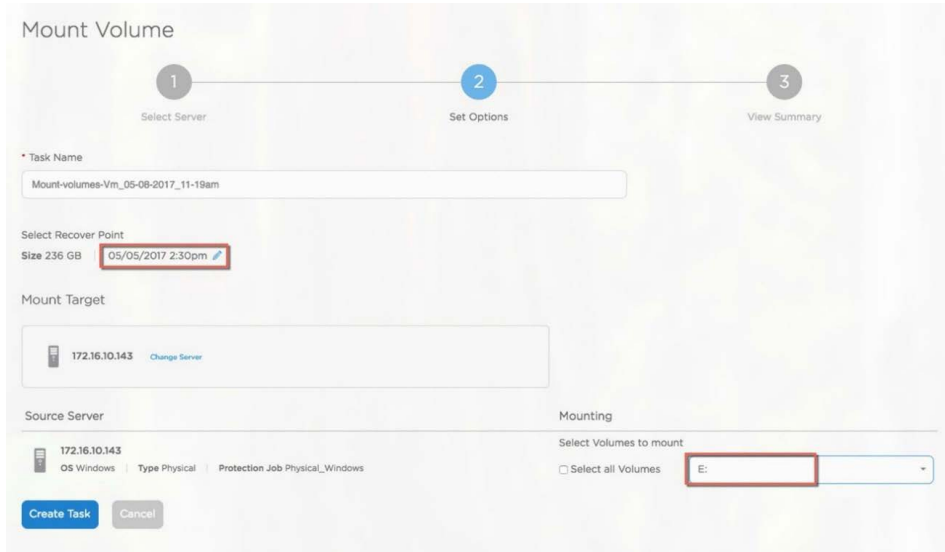 Mount Volume
1
2
3
Select Server
Set Options
View Summary
* Task Name
Mount-volumes-Vm_05-08-2017_11-19am
Select Recover Point
Size 236 GB 05/05/2017 2:30pm
Mount Target
172.16.10.143 Change Server
Source Server
Mounting
172.16.10.143
OS Windows Type Physical Protection Job Physical_Windows
Select Volumes to mount
Select all Volumes
E:
Create Task
Cancel